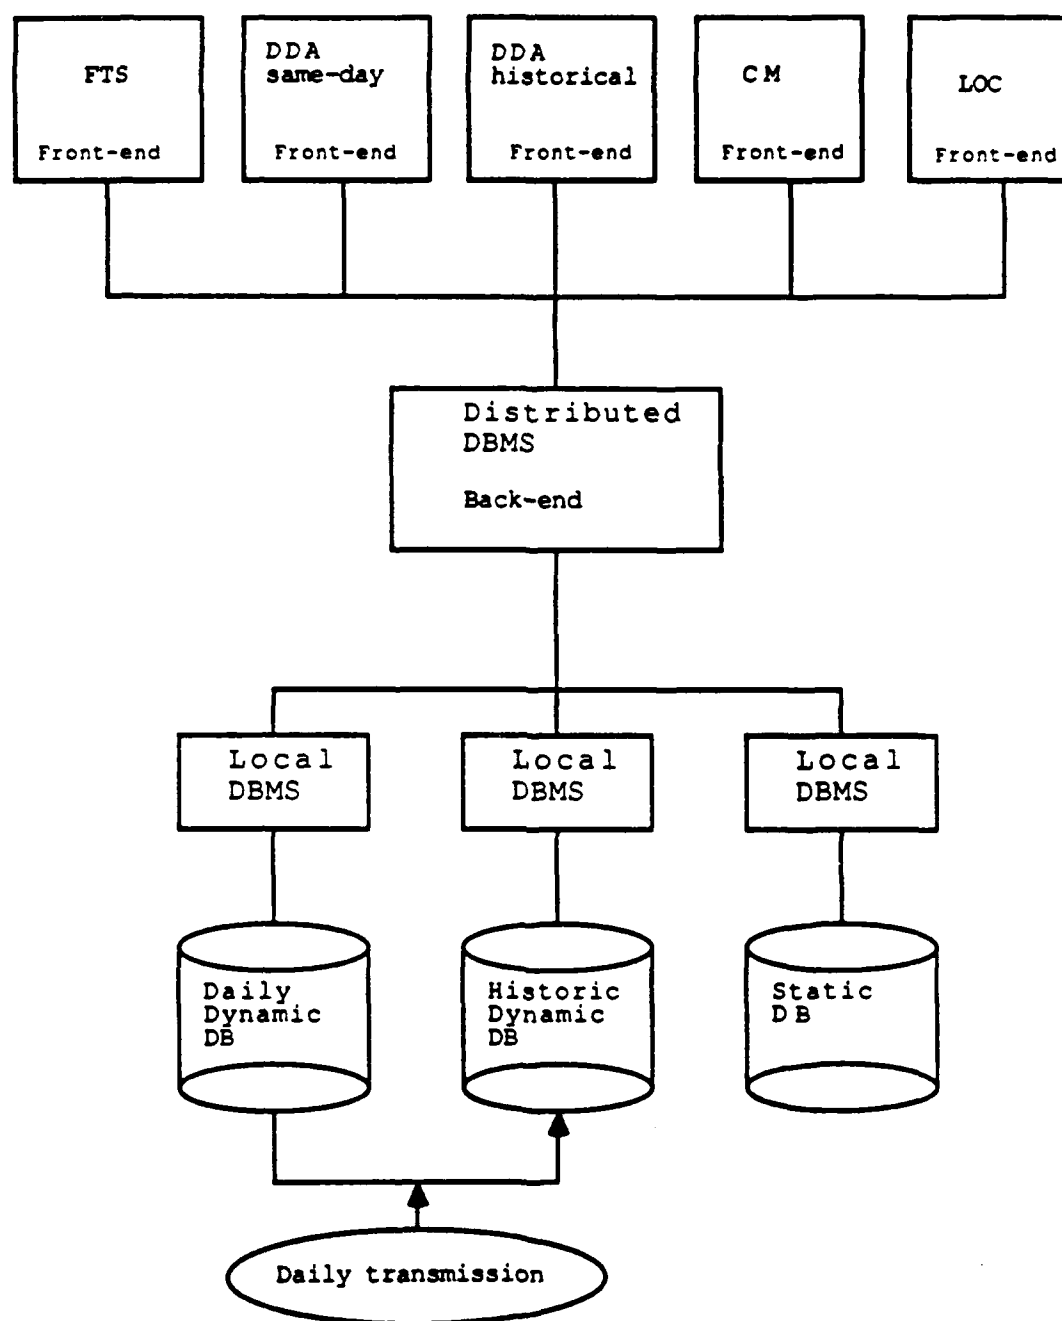 FTS
Front-end
DDA
same-day
Front-end
DDA
historical
Front-end
CM
Front-end
LOC
Front-end
Distributed
DBMS
Back-end
Local
DBMS
Local
DBMS
Local
DBMS
Daily
Dynamic
DB
Historic
Dynamic
DB
Static
DB
Daily transmission